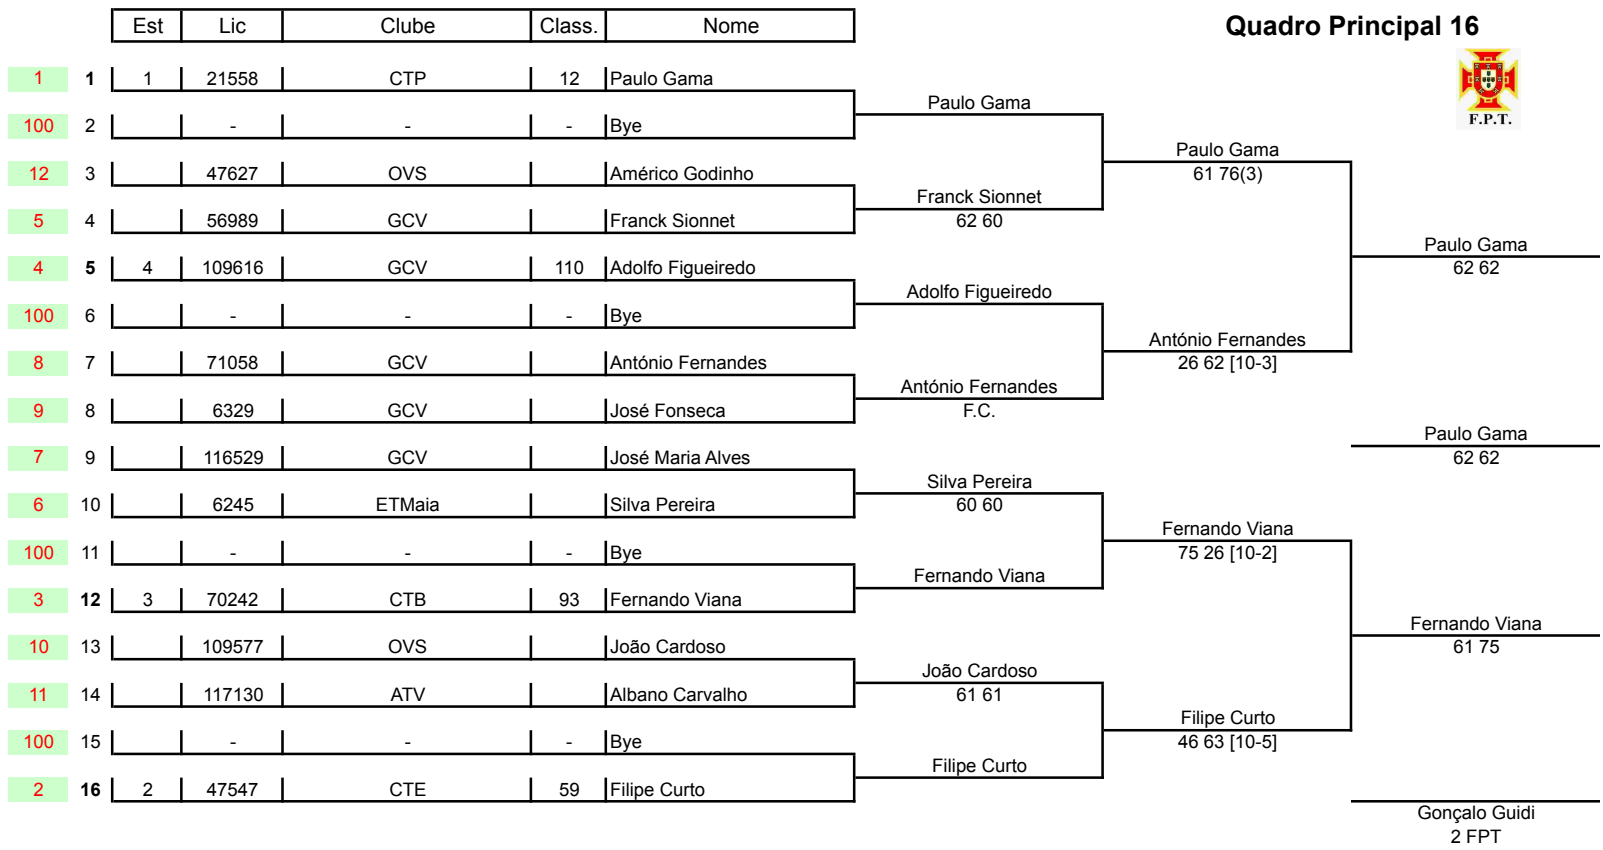 Est Lic Clube Class. Nome
Quadro Principal 16
F.P.T.
1 1 1 21558 CTP 12 Paulo Gama
Paulo Gama
100 2 - - - Bye
Paulo Gama
61 76(3)
12 3 47627 OVS Américo Godinho
Franck Sionnet
62 60
5 4 56989 GCV Franck Sionnet
Paulo Gama
62 62
4 5 4 109616 GCV 110 Adolfo Figueiredo
Adolfo Figueiredo
100 6 - - - Bye
António Fernandes
26 62 [10-3]
8 7 71058 GCV António Fernandes
António Fernandes
F.C.
9 8 6329 GCV José Fonseca
Paulo Gama
62 62
7 9 116529 GCV José Maria Alves
Silva Pereira
60 60
6 10 6245 ETMaia Silva Pereira
Fernando Viana
75 26 [10-2]
100 11 - - - Bye
Fernando Viana
3 12 3 70242 CTB 93 Fernando Viana
Fernando Viana
61 75
10 13 109577 OVS João Cardoso
João Cardoso
61 61
11 14 117130 ATV Albano Carvalho
Filipe Curto
46 63 [10-5]
100 15 - - - Bye
Filipe Curto
2 16 2 47547 CTE 59 Filipe Curto
Gonçalo Guidi
2 FPT